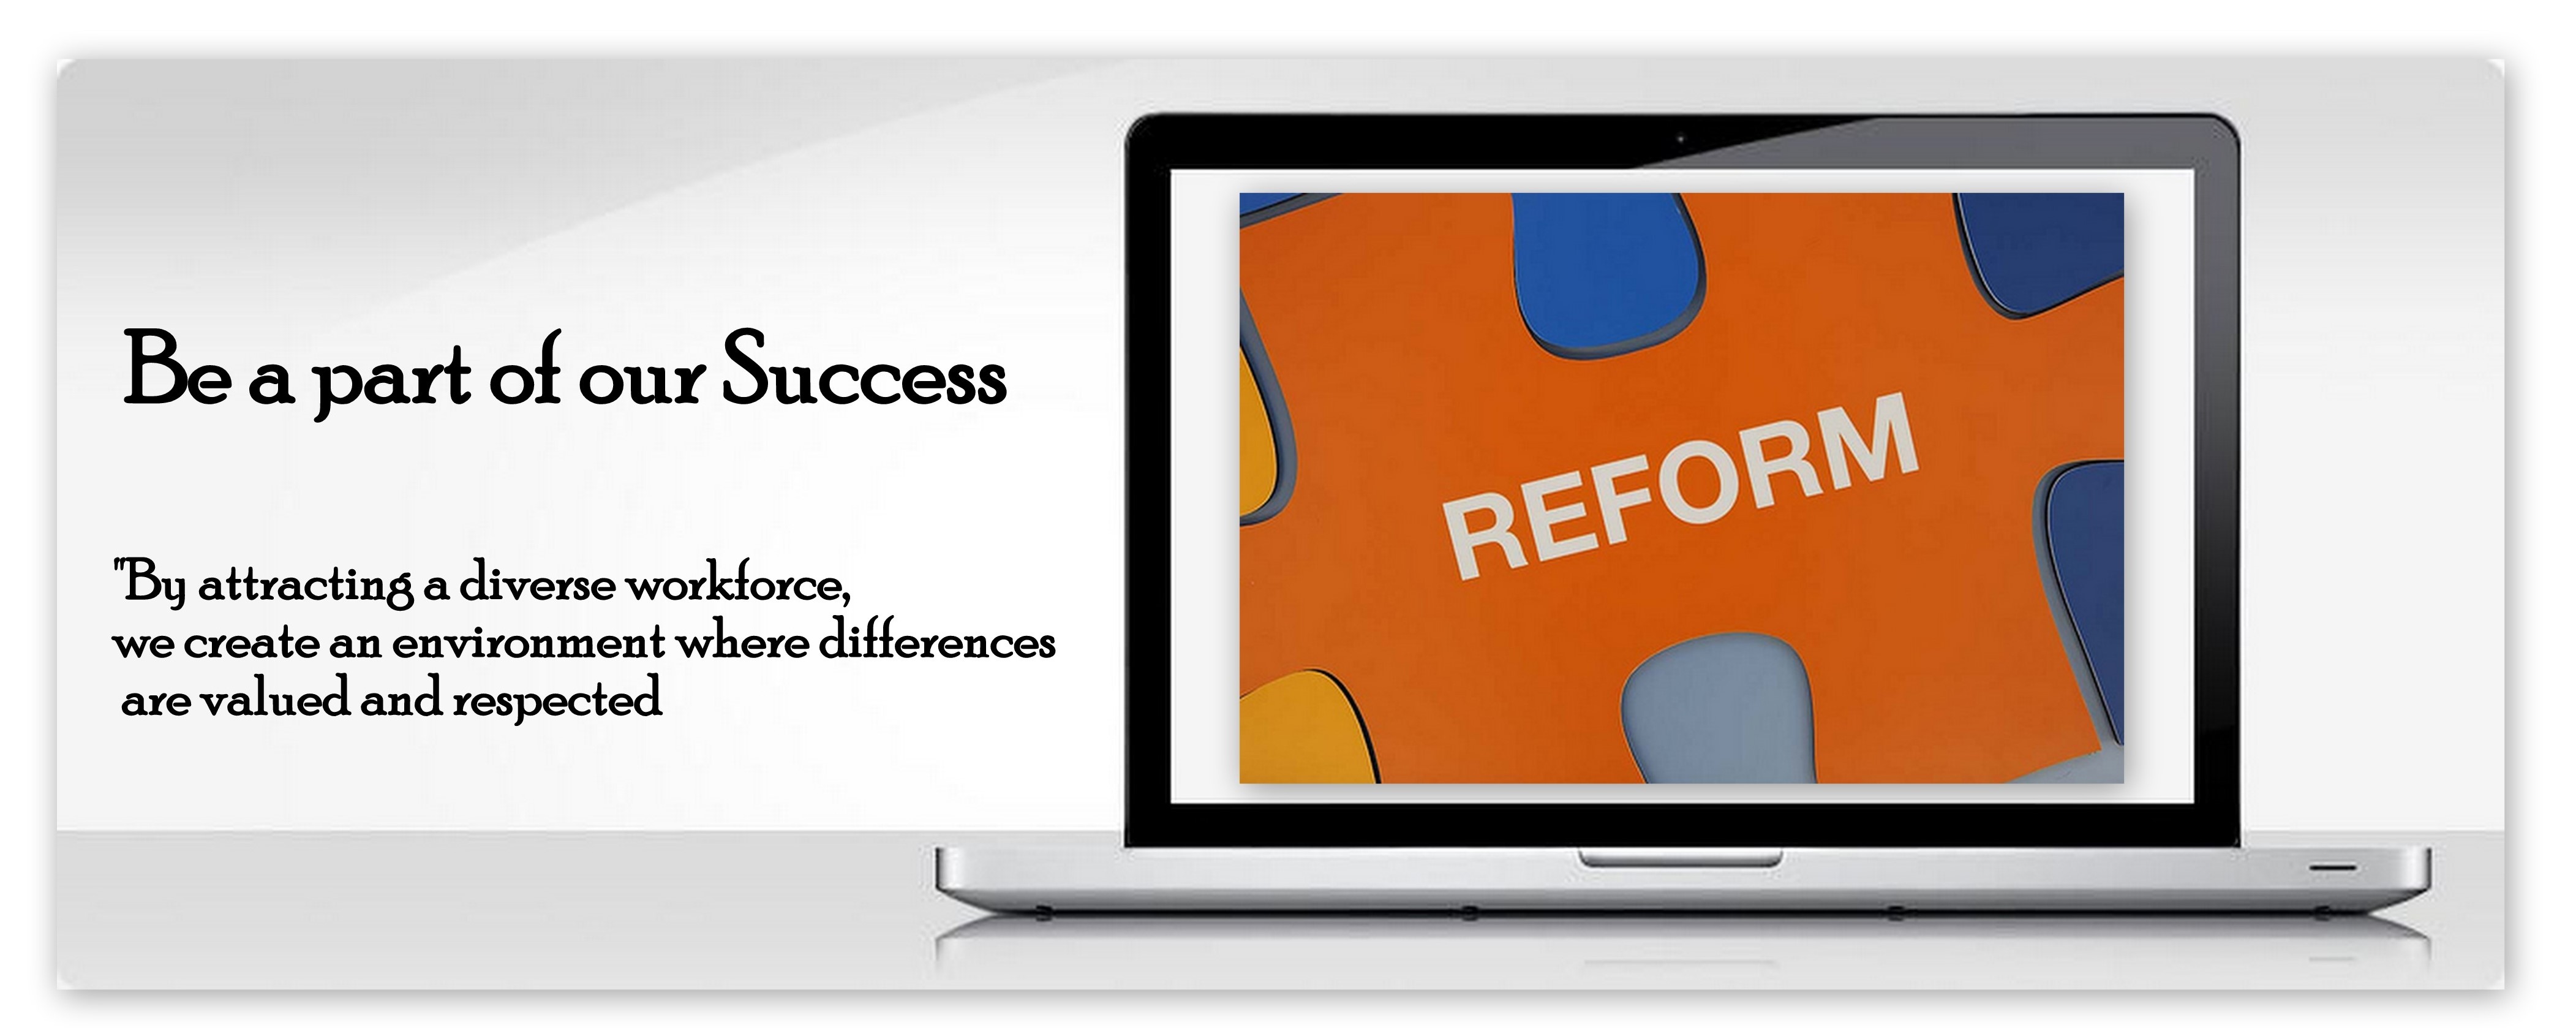 Be a part of our Success
"By attracting a diverse workforce,
we create an environment where differences
are valued and respected
REFORM